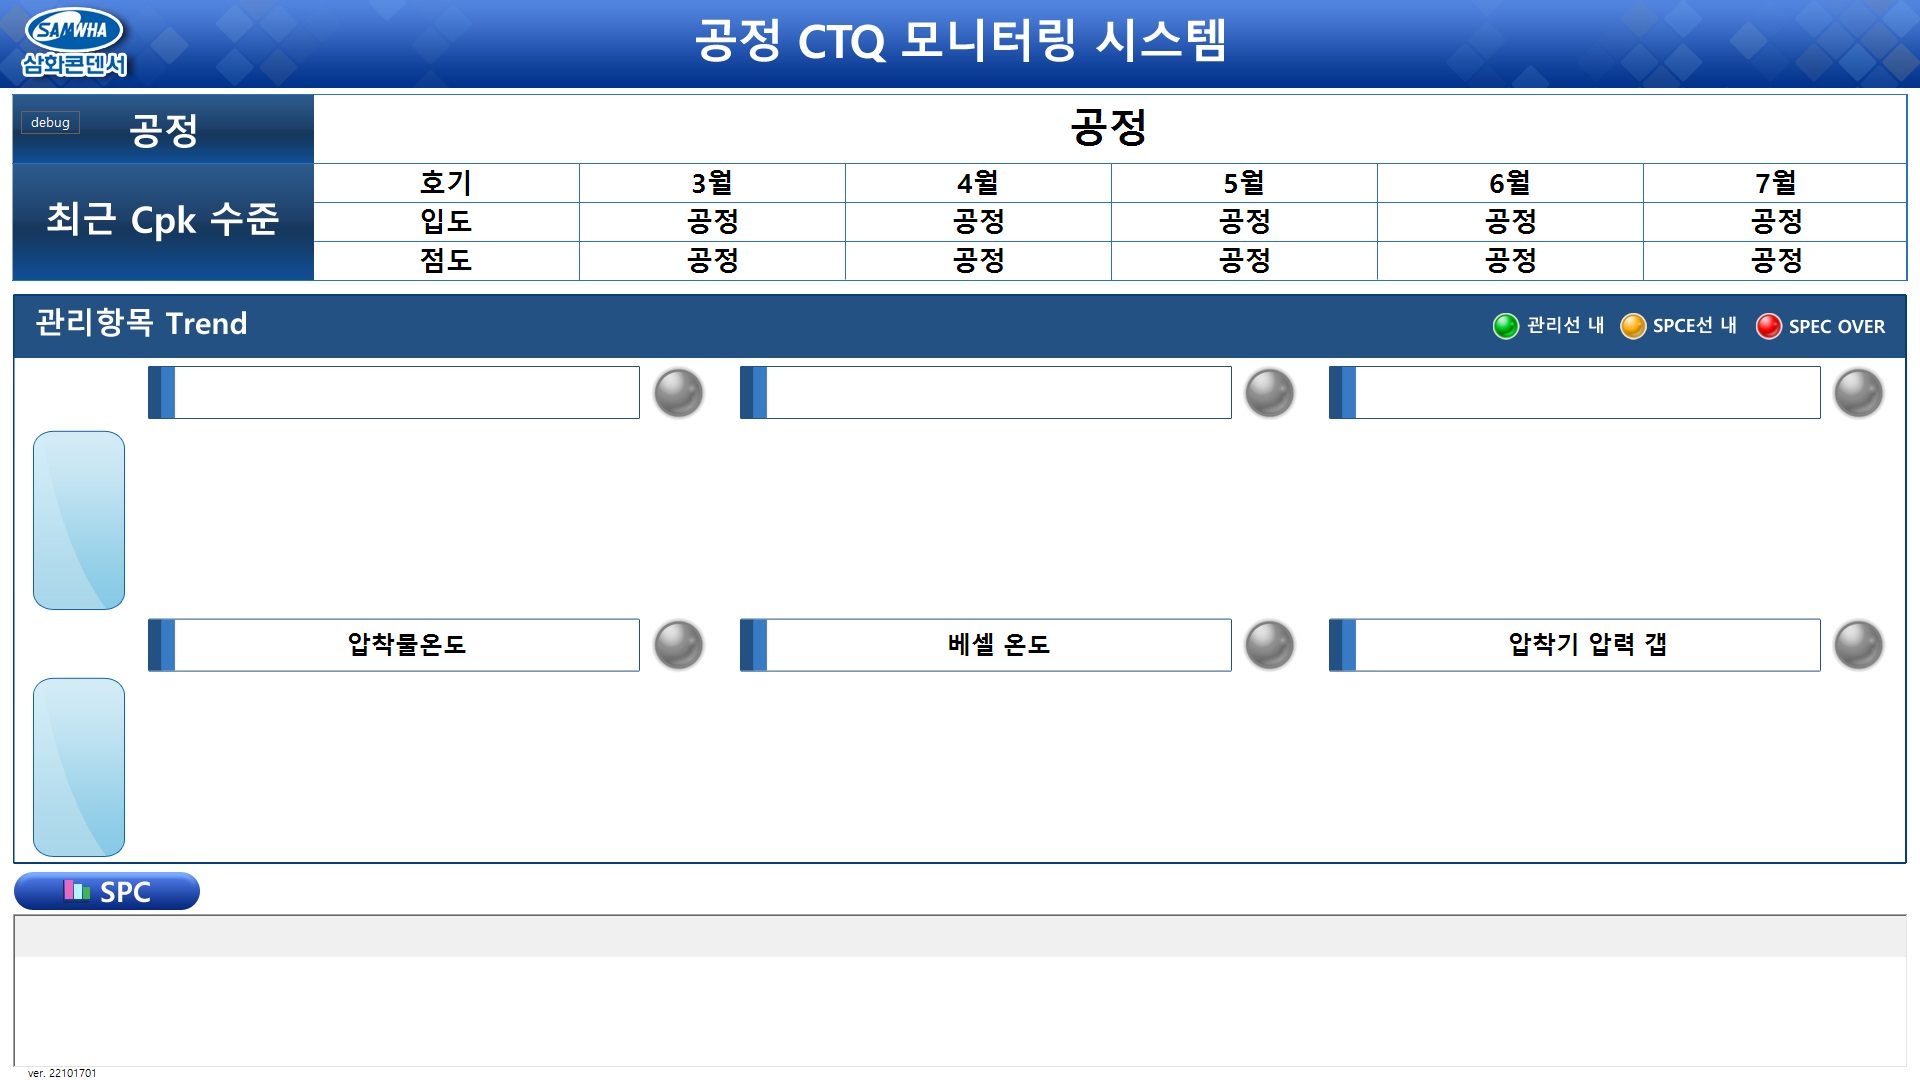 SAMWHA
삼화콘덴서
공정 CTQ 모니터링 시스템
debug
공정
공정
최근 Cpk 수준
호기 3월 4월 5월 6월 7월
입도 공정 공정 공정 공정 공정
점도 공정 공정 공정 공정 공정
관리항목 Trend
관리선 내
SPCE선 내
SPEC OVER
압착물온도
베셀 온도
압착기 압력 갭
SPC
ver. 22101701